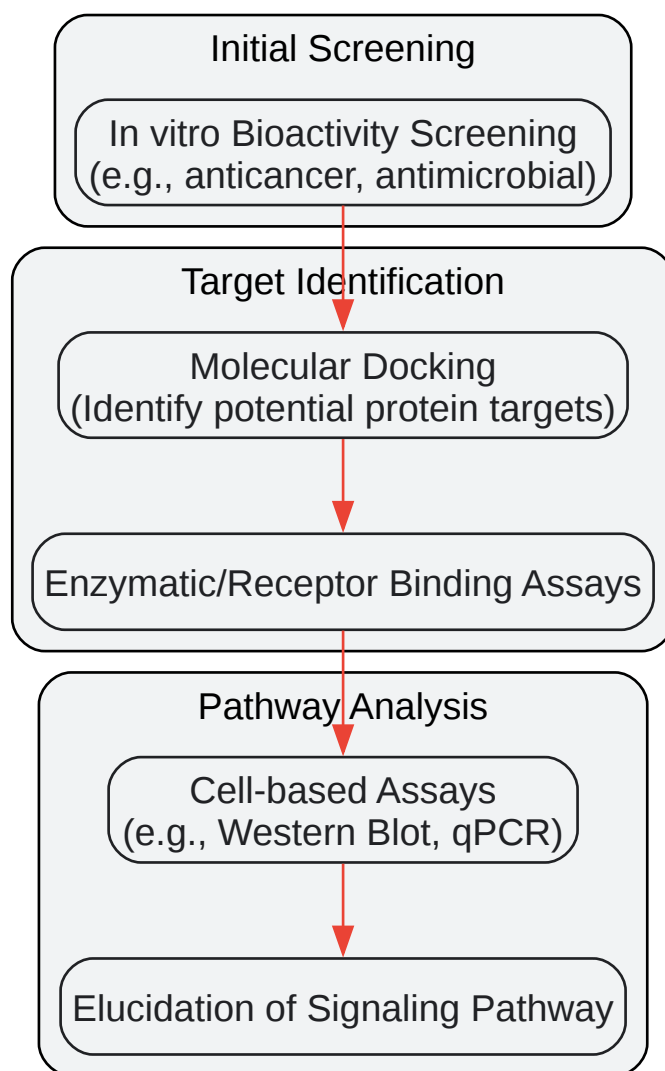 Initial Screening
In vitro Bioactivity Screening
(e.g., anticancer, antimicrobial)
Target Identification
Molecular Docking
(Identify potential protein targets)
Enzymatic/Receptor Binding Assays
Pathway Analysis
Cell-based Assays
(e.g., Western Blot, qPCR)
Elucidation of Signaling Pathway